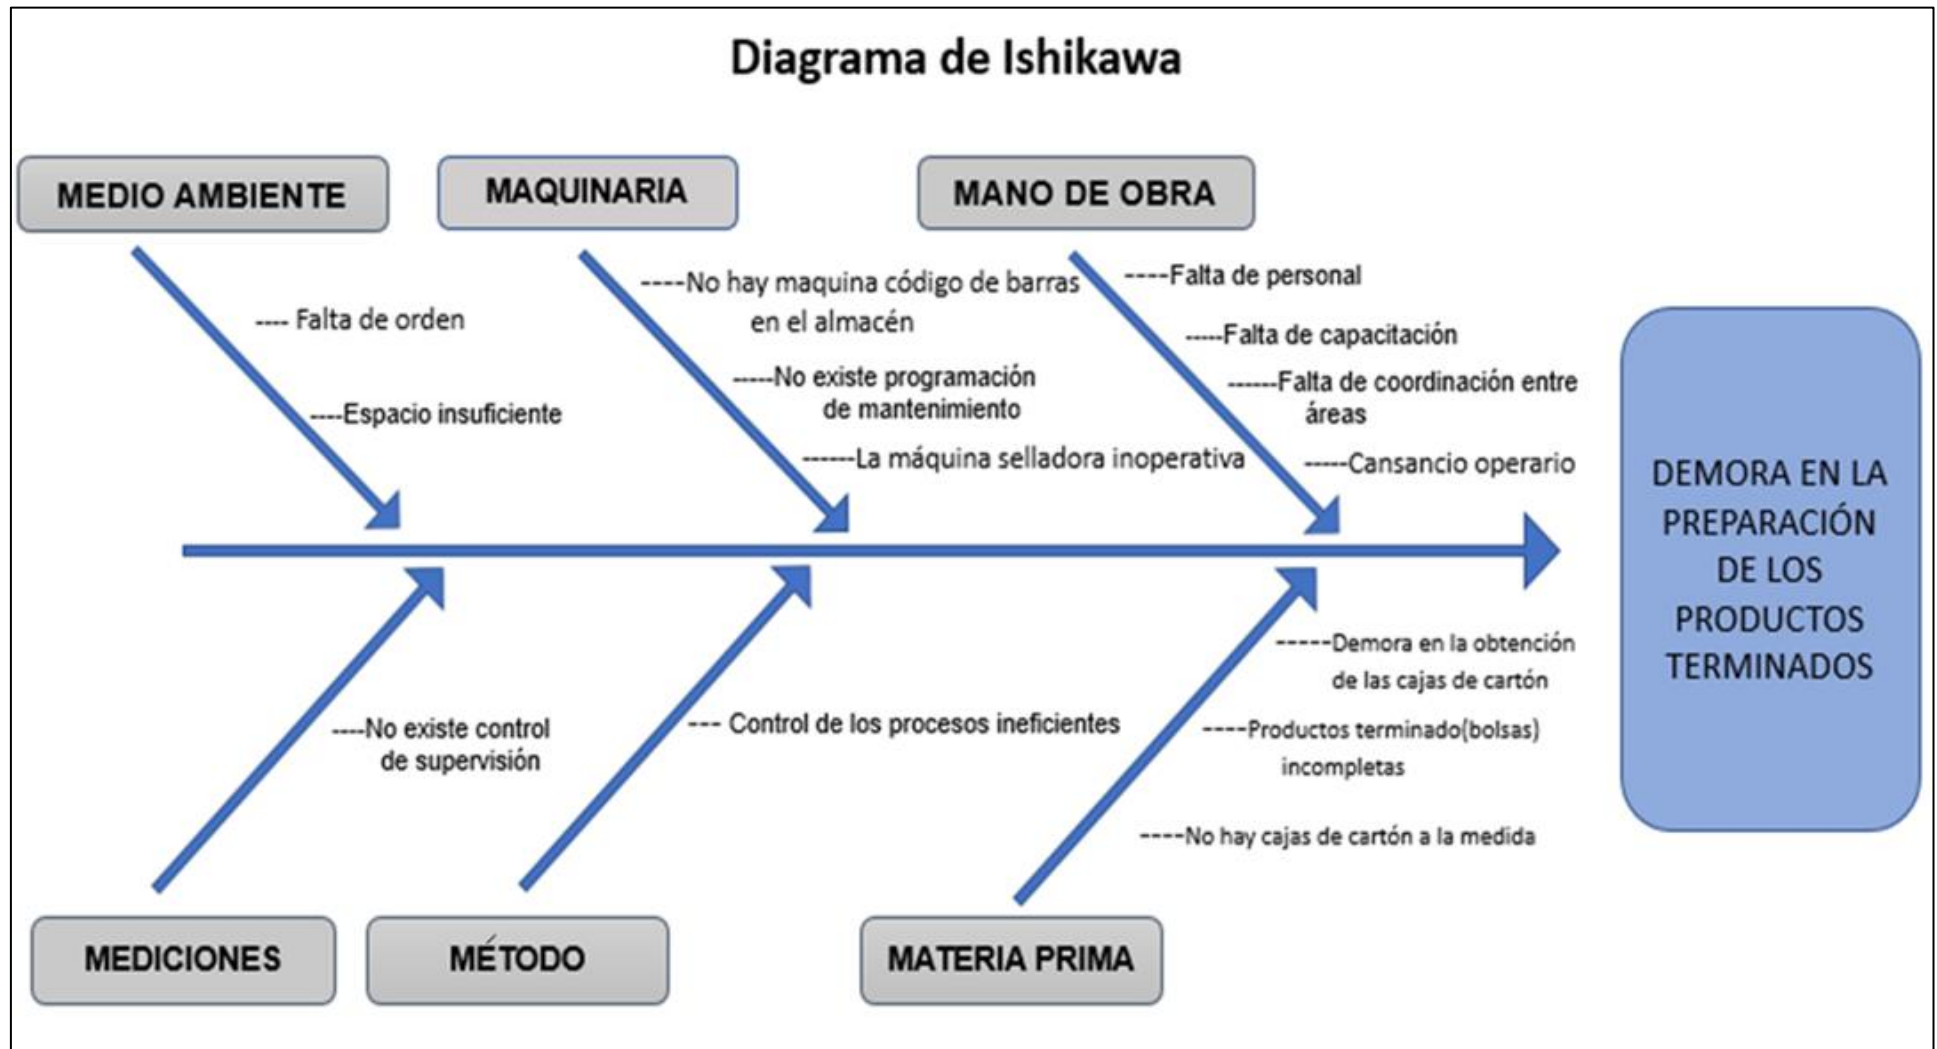 Diagrama de Ishikawa
MEDIO AMBIENTE
MAQUINARIA
MANO DE OBRA
---- Falta de orden
----Espacio insuficiente
----No hay maquina código de barras
en el almacén
-----No existe programación
de mantenimiento
------La máquina selladora inoperativa
----Falta de personal
-----Falta de capacitación
------Falta de coordinación entre
áreas
-----Cansancio operario
DEMORA EN LA
PREPARACIÓN
DE LOS
PRODUCTOS
TERMINADOS
----No existe control
de supervisión
--- Control de los procesos ineficientes
-----Demora en la obtención
de las cajas de cartón
----Productos terminado(bolsas)
incompletas
----No hay cajas de cartón a la medida
MEDICIONES
MÉTODO
MATERIA PRIMA